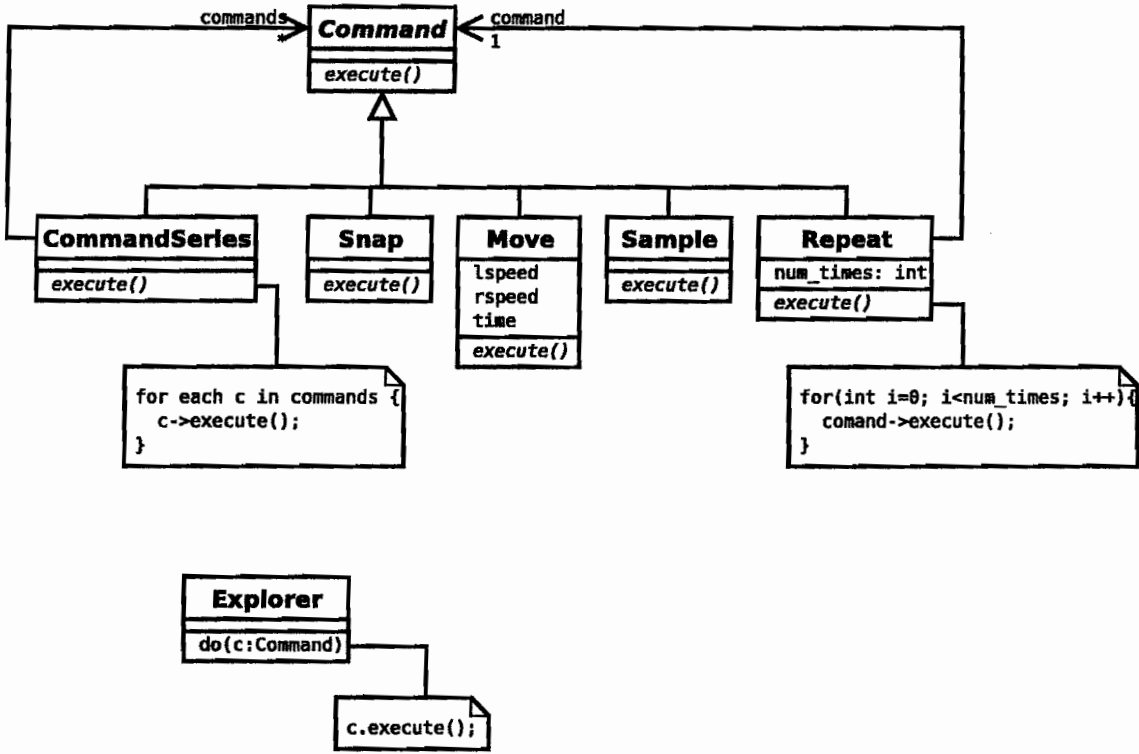 commands
*
Command
execute()
command
1
CommandSeries
execute()
Snap
execute()
Move
lspeed
rspeed
time
execute()
Sample
execute()
Repeat
num_times: int
execute()
for each c in commands {
c->execute();
}
for(int i=0; i<num_times; i++){
comand->execute();
}
Explorer
do(c:Command)
c.execute();